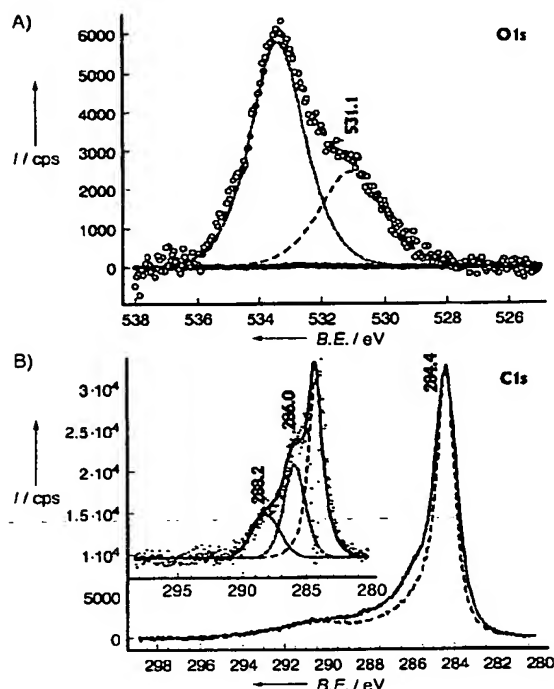 A)
O1s
6000
5000
4000
3000
2000
1000
0
I / cps
531.1
538 536 534 532 530 528 526
B.E. / eV
B)
C1s
3·10⁴
2.5·10⁴
2·10⁴
1.5·10⁴
1·10⁴
5000
0
I / cps
288.2
286.0
284.4
295 290 285 280
298 296 294 292 290 288 286 284 282 280
B.E. / eV